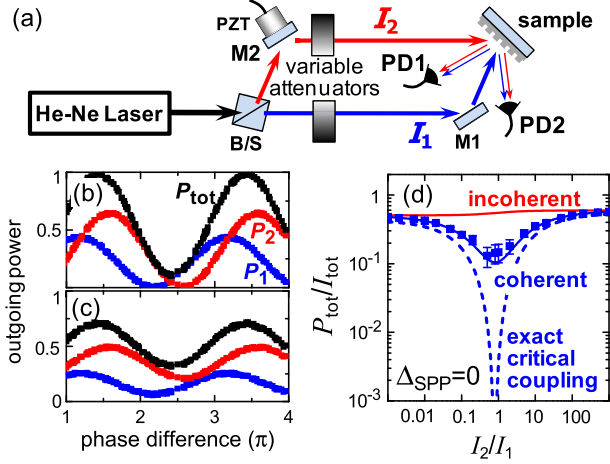 (a)
PZT
M2
I2
sample
variable
attenuators
PD1
He-Ne Laser
B/S
I1
M1
PD2
(b)
Ptot
P2
P1
(c)
1
0.5
0
0.5
0
1
2
3
4
outgoing power
phase difference (π)
(d)
incoherent
coherent
exact
critical
coupling
ΔSPP=0
10⁰
10⁻¹
10⁻²
10⁻³
0.01
0.1
1
10
100
Ptot/Itot
I2/I1